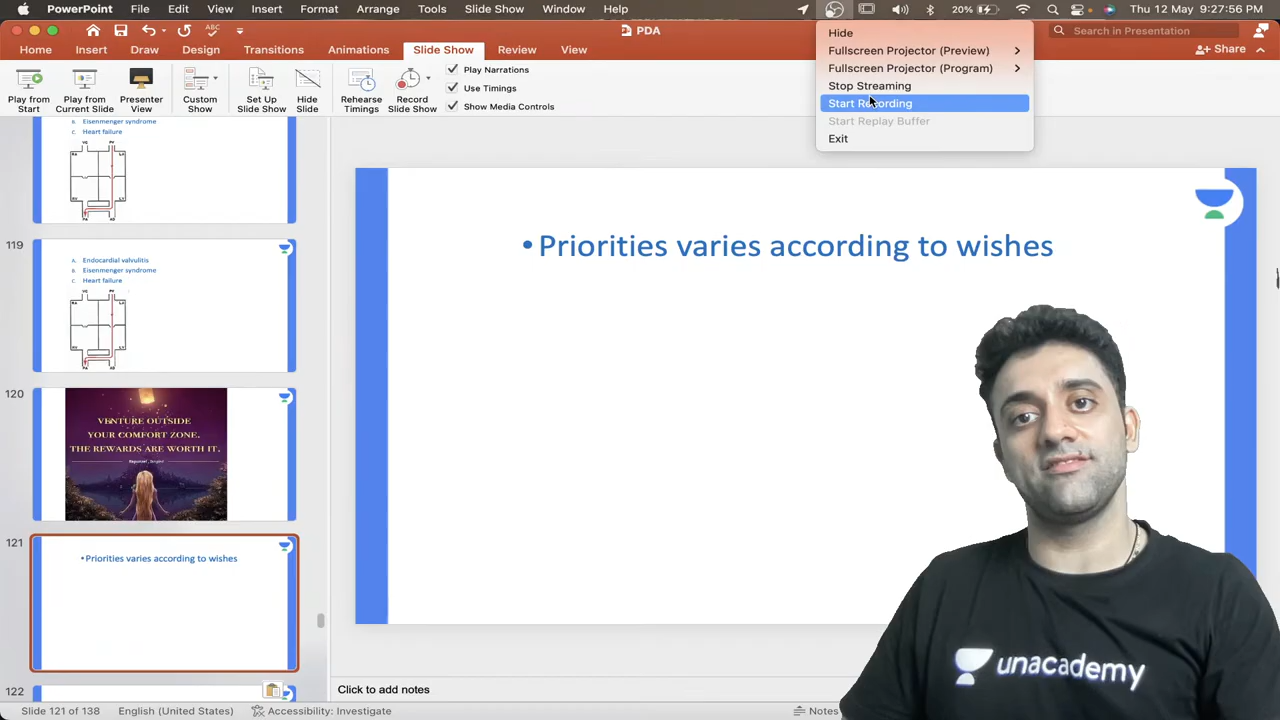 PowerPoint File Edit View Insert Format Arrange Tools Slide Show Window Help 20% Thu 12 May 9:27:56 PM
PDA
Search in Presentation
Home Insert Draw Design Transitions Animations Slide Show Review View Share
Play from Start
Play from Current Slide
Presenter View
Custom Show
Set Up Slide Show
Hide Slide
Rehearse Timings
Record Slide Show
Play Narrations
Use Timings
Show Media Controls
Hide
Fullscreen Projector (Preview)
Fullscreen Projector (Program)
Stop Streaming
Start Recording
Start Replay Buffer
Exit
B. Eisenmenger syndrome
C. Heart failure
119
A. Endocardial valvulitis
B. Eisenmenger syndrome
C. Heart failure
120
VENTURE OUTSIDE
YOUR COMFORT ZONE.
THE REWARDS ARE WORTH IT.
121
•Priorities varies according to wishes
122
• Priorities varies according to wishes
unacademy
Click to add notes
Slide 121 of 138 English (United States) Accessibility: Investigate Notes